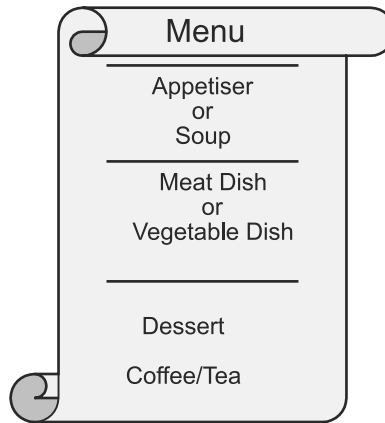 Menu
Appetiser
or
Soup
Meat Dish
or
Vegetable Dish
Dessert
Coffee/Tea